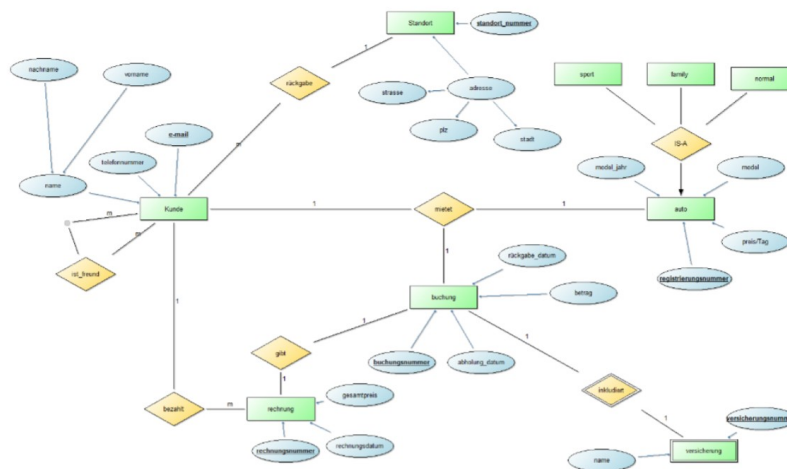 Standort
standort_nummer
1
nachname
vorname
rückgabe
sport
family
normal
strasse
adresse
plz
stadt
e-mail
telefonnummer
m
IS-A
name
model_jahr
model
Kunde
1
mietet
1
auto
m
m
preis/Tag
ist_freund
1
rückgabe_datum
registrierungsnummer
buchung
betrag
1
1
1
gibt
buchungsnummer
abholung_datum
1
inkludiert
gesamtpreis
bezahlt
m
rechnung
1
rechnungsnummer
rechnungsdatum
versicherung
name